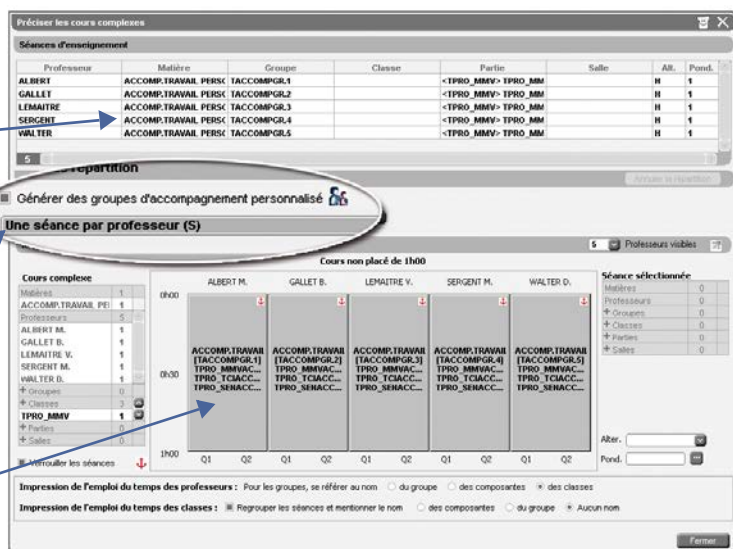 Préciser les cours complexes
Séances d'enseignement
Professeur Matière Groupe Classe Partie Salle Alt. Pond.
ALBERT ACCOMP.TRAVAIL PERSC TACCOMPGR.1 <TPRO_MMV> TPRO_MM H 1
GALLET ACCOMP.TRAVAIL PERSC TACCOMPGR.2 <TPRO_MMV> TPRO_MM H 1
LEMAITRE ACCOMP.TRAVAIL PERSC TACCOMPGR.3 <TPRO_MMV> TPRO_MM H 1
SERGENT ACCOMP.TRAVAIL PERSC TACCOMPGR.4 <TPRO_MMV> TPRO_MM H 1
WALTER ACCOMP.TRAVAIL PERSC TACCOMPGR.5 <TPRO_MMV> TPRO_MM H 1
5
répartition
Annuler la répartition
Générer des groupes d'accompagnement personnalisé
Une séance par professeur (S)
5 Professeurs visibles
Cours non placé de 1h00
Cours complexe
Matières 1
ACCOMP.TRAVAIL PE 1
Professeurs 5
ALBERT M. 1
GALLET B. 1
LEMAITRE V. 1
SERGENT M. 1
WALTER D. 1
+ Groupes 0
+ Classes 3
TPRO_MMV 1
+ Parties 0
+ Salles 0
Verrouiller les séances
ALBERT M. GALLET B. LEMAITRE V. SERGENT M. WALTER D.
0h00
ACCOMP.TRAVAIL ACCOMP.TRAVAIL ACCOMP.TRAVAIL ACCOMP.TRAVAIL ACCOMP.TRAVAIL
[TACCOMPGR.1] [TACCOMPGR.2] [TACCOMPGR.3] [TACCOMPGR.4] [TACCOMPGR.5]
TPRO_MMVAC... TPRO_MMVAC... TPRO_MMVAC... TPRO_MMVAC... TPRO_MMVAC...
0h30 TPRO_TCIACC... TPRO_TCIACC... TPRO_TCIACC... TPRO_TCIACC... TPRO_TCIACC...
TPRO_SENACC... TPRO_SENACC... TPRO_SENACC... TPRO_SENACC... TPRO_SENACC...
1h00 Q1 Q2 Q1 Q2 Q1 Q2 Q1 Q2 Q1 Q2
Séance sélectionnée
Matières 0
Professeurs 0
+ Groupes 0
+ Classes 0
+ Parties 0
+ Salles 0
Alter.
Pond.
Impression de l'emploi du temps des professeurs : Pour les groupes, se référer au nom du groupe des composantes des classes
Impression de l'emploi du temps des classes : Regrouper les séances et mentionner le nom des composantes du groupe Aucun nom
Fermer